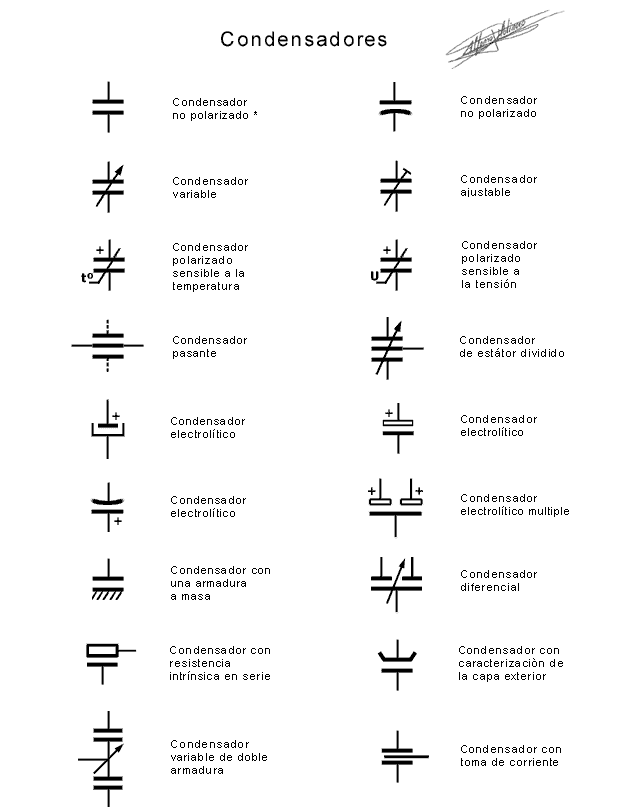 Condensadores
Condensador
no polarizado *
Condensador
no polarizado
Condensador
variable
Condensador
ajustable
+
tº
Condensador
polarizado
sensible a la
temperatura
+
U
Condensador
polarizado
sensible a
la tensión
Condensador
pasante
Condensador
de estátor dividido
+
Condensador
electrolítico
+
Condensador
electrolítico
+
Condensador
electrolítico
+ +
Condensador
electrolítico multiple
Condensador con
una armadura
a masa
Condensador
diferencial
Condensador con
resistencia
intrínsica en serie
Condensador con
caracterizaciòn de
la capa exterior
Condensador
variable de doble
armadura
Condensador con
toma de corriente